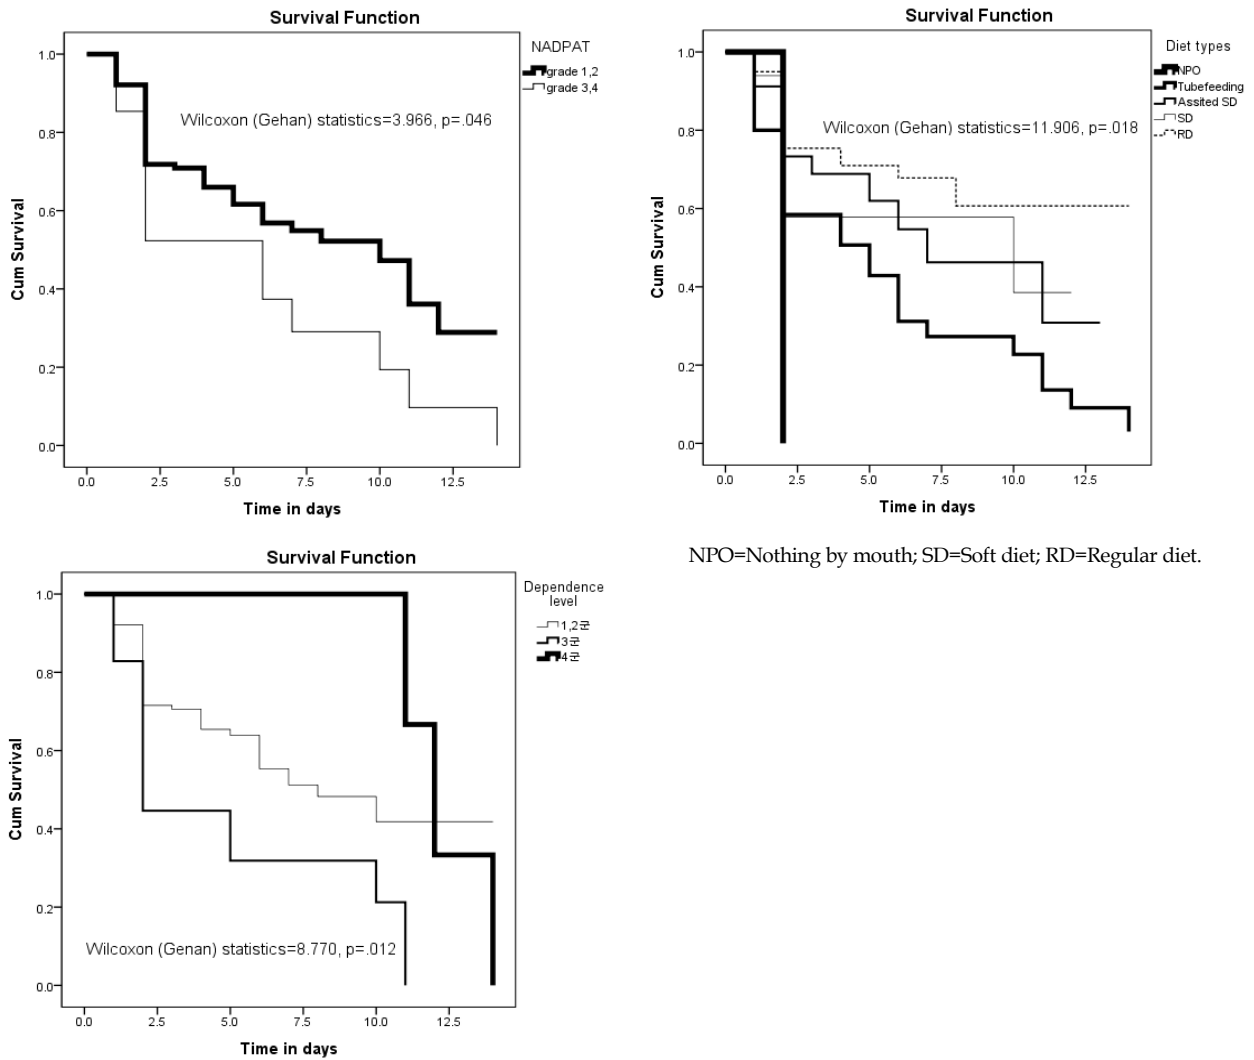 Survival Function
NADPAT
grade 1,2
grade 3,4
Wilcoxon (Gehan) statistics=3.966, p=.046
Cum Survival
1.0
0.8
0.6
0.4
0.2
0.0
0.0 2.5 5.0 7.5 10.0 12.5
Time in days
Survival Function
Diet types
NPO
Tubefeeding
Assited SD
SD
RD
Wilcoxon (Gehan) statistics=11.906, p=.018
Cum Survival
1.0
0.8
0.6
0.4
0.2
0.0
0.0 2.5 5.0 7.5 10.0 12.5
Time in days
NPO=Nothing by mouth; SD=Soft diet; RD=Regular diet.
Survival Function
Dependence
level
1,2군
3군
4군
Wilcoxon (Genan) statistics=8.770, p=.012
Cum Survival
1.0
0.8
0.6
0.4
0.2
0.0
0.0 2.5 5.0 7.5 10.0 12.5
Time in days